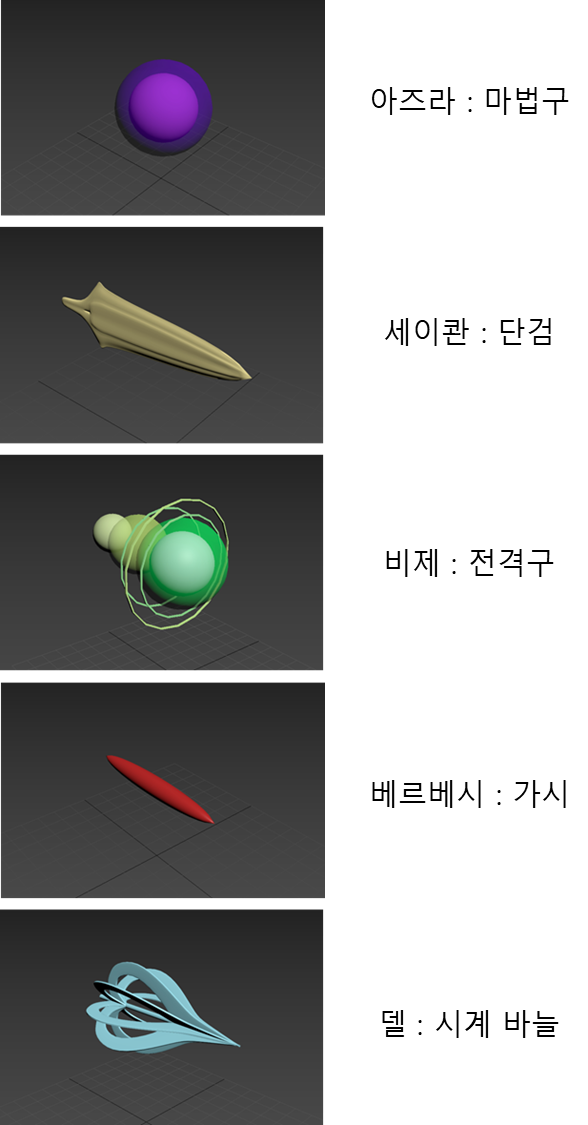 아즈라 : 마법구
세이콴 : 단검
비제 : 전격구
베르베시 : 가시
델 : 시계 바늘